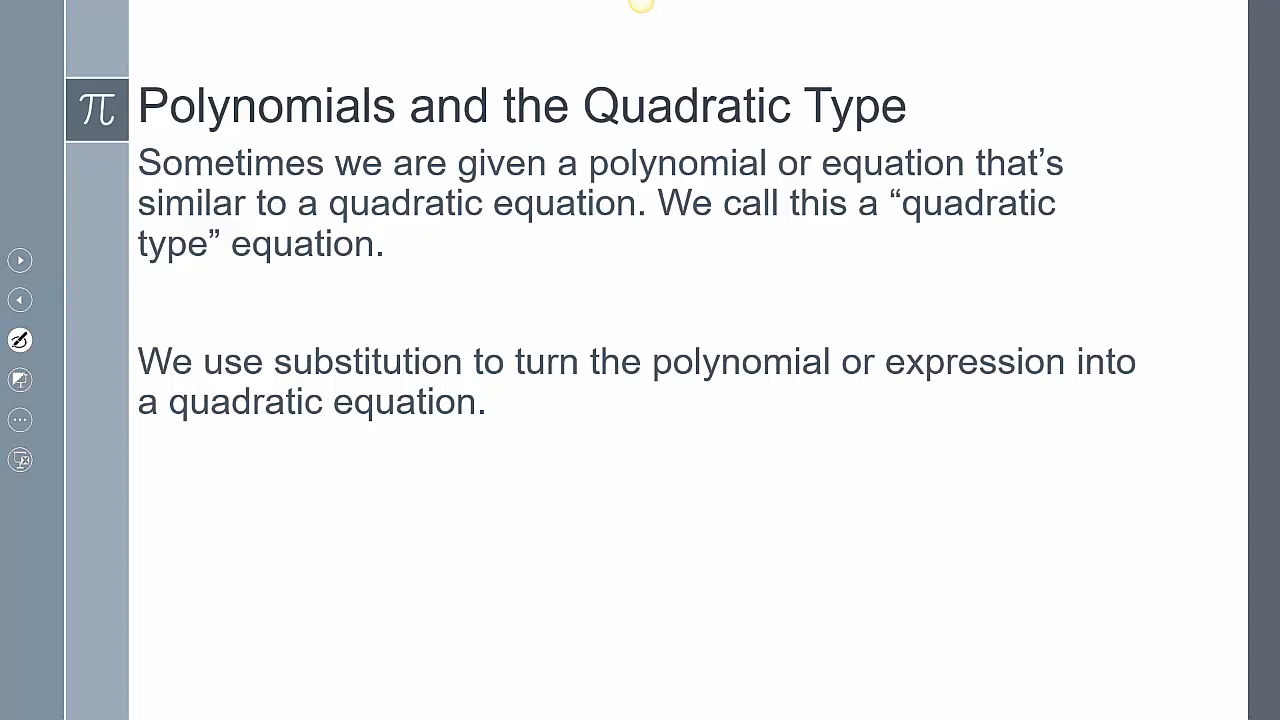 π
Polynomials and the Quadratic Type
Sometimes we are given a polynomial or equation that’s
similar to a quadratic equation. We call this a “quadratic
type” equation.
We use substitution to turn the polynomial or expression into
a quadratic equation.